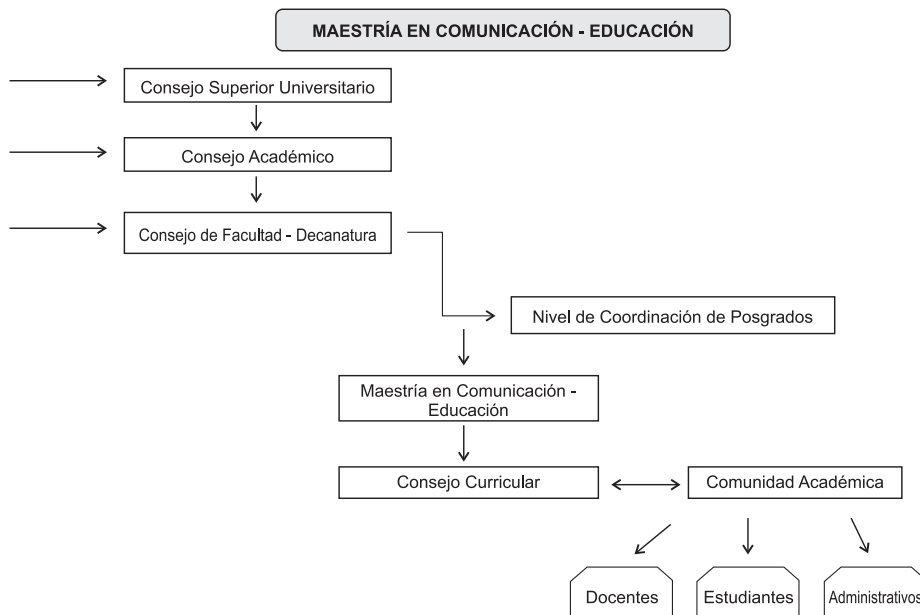 MAESTRÍA EN COMUNICACIÓN - EDUCACIÓN
Consejo Superior Universitario
Consejo Académico
Consejo de Facultad - Decanatura
Nivel de Coordinación de Posgrados
Maestría en Comunicación -
Educación
Consejo Curricular
Comunidad Académica
Docentes
Estudiantes
Administrativos